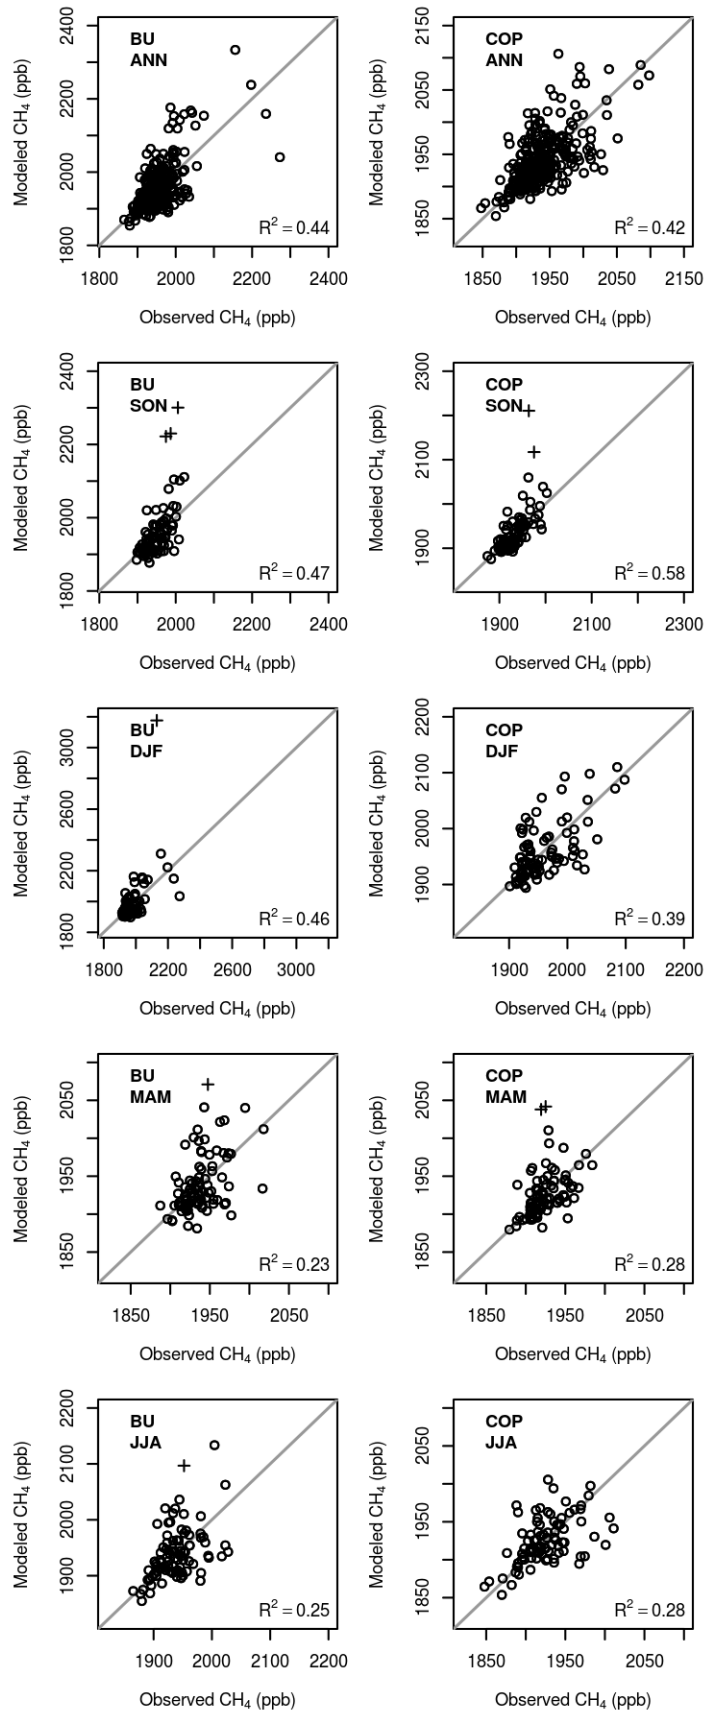 BU
ANN
Modeled CH4 (ppb)
2400
2200
2000
1800
R2 = 0.44
1800 2000 2200 2400
Observed CH4 (ppb)
COP
ANN
Modeled CH4 (ppb)
2150
2050
1950
1850
R2 = 0.42
1850 1950 2050 2150
Observed CH4 (ppb)
BU
SON
Modeled CH4 (ppb)
2400
2200
2000
1800
R2 = 0.47
1800 2000 2200 2400
Observed CH4 (ppb)
COP
SON
Modeled CH4 (ppb)
2300
2100
1900
R2 = 0.58
1900 2100 2300
Observed CH4 (ppb)
BU
DJF
Modeled CH4 (ppb)
3000
2600
2200
1800
R2 = 0.46
1800 2200 2600 3000
Observed CH4 (ppb)
COP
DJF
Modeled CH4 (ppb)
2200
2100
2000
1900
R2 = 0.39
1900 2000 2100 2200
Observed CH4 (ppb)
BU
MAM
Modeled CH4 (ppb)
2050
1950
1850
R2 = 0.23
1850 1950 2050
Observed CH4 (ppb)
COP
MAM
Modeled CH4 (ppb)
2050
1950
1850
R2 = 0.28
1850 1950 2050
Observed CH4 (ppb)
BU
JJA
Modeled CH4 (ppb)
2200
2100
2000
1900
R2 = 0.25
1900 2000 2100 2200
Observed CH4 (ppb)
COP
JJA
Modeled CH4 (ppb)
2050
1950
1850
R2 = 0.28
1850 1950 2050
Observed CH4 (ppb)